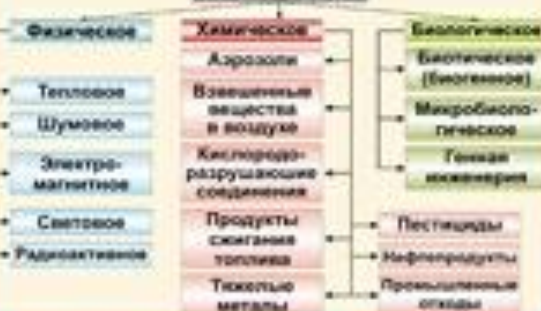 Физическое
Тепловое
Шумовое
Электро-
магнитное
Световое
Радиоактивное
Химическое
Аэрозоли
Взвешенные
вещества
в воздухе
Кислородо-
разрушающие
соединения
Продукты
сжигания
топлива
Тяжелые
металы
Пестициды
Нефтепродукты
Промышленные
отходы
Биологическое
Биотическое
(биогенное)
Микробиоло-
гическое
Генная
инженерия